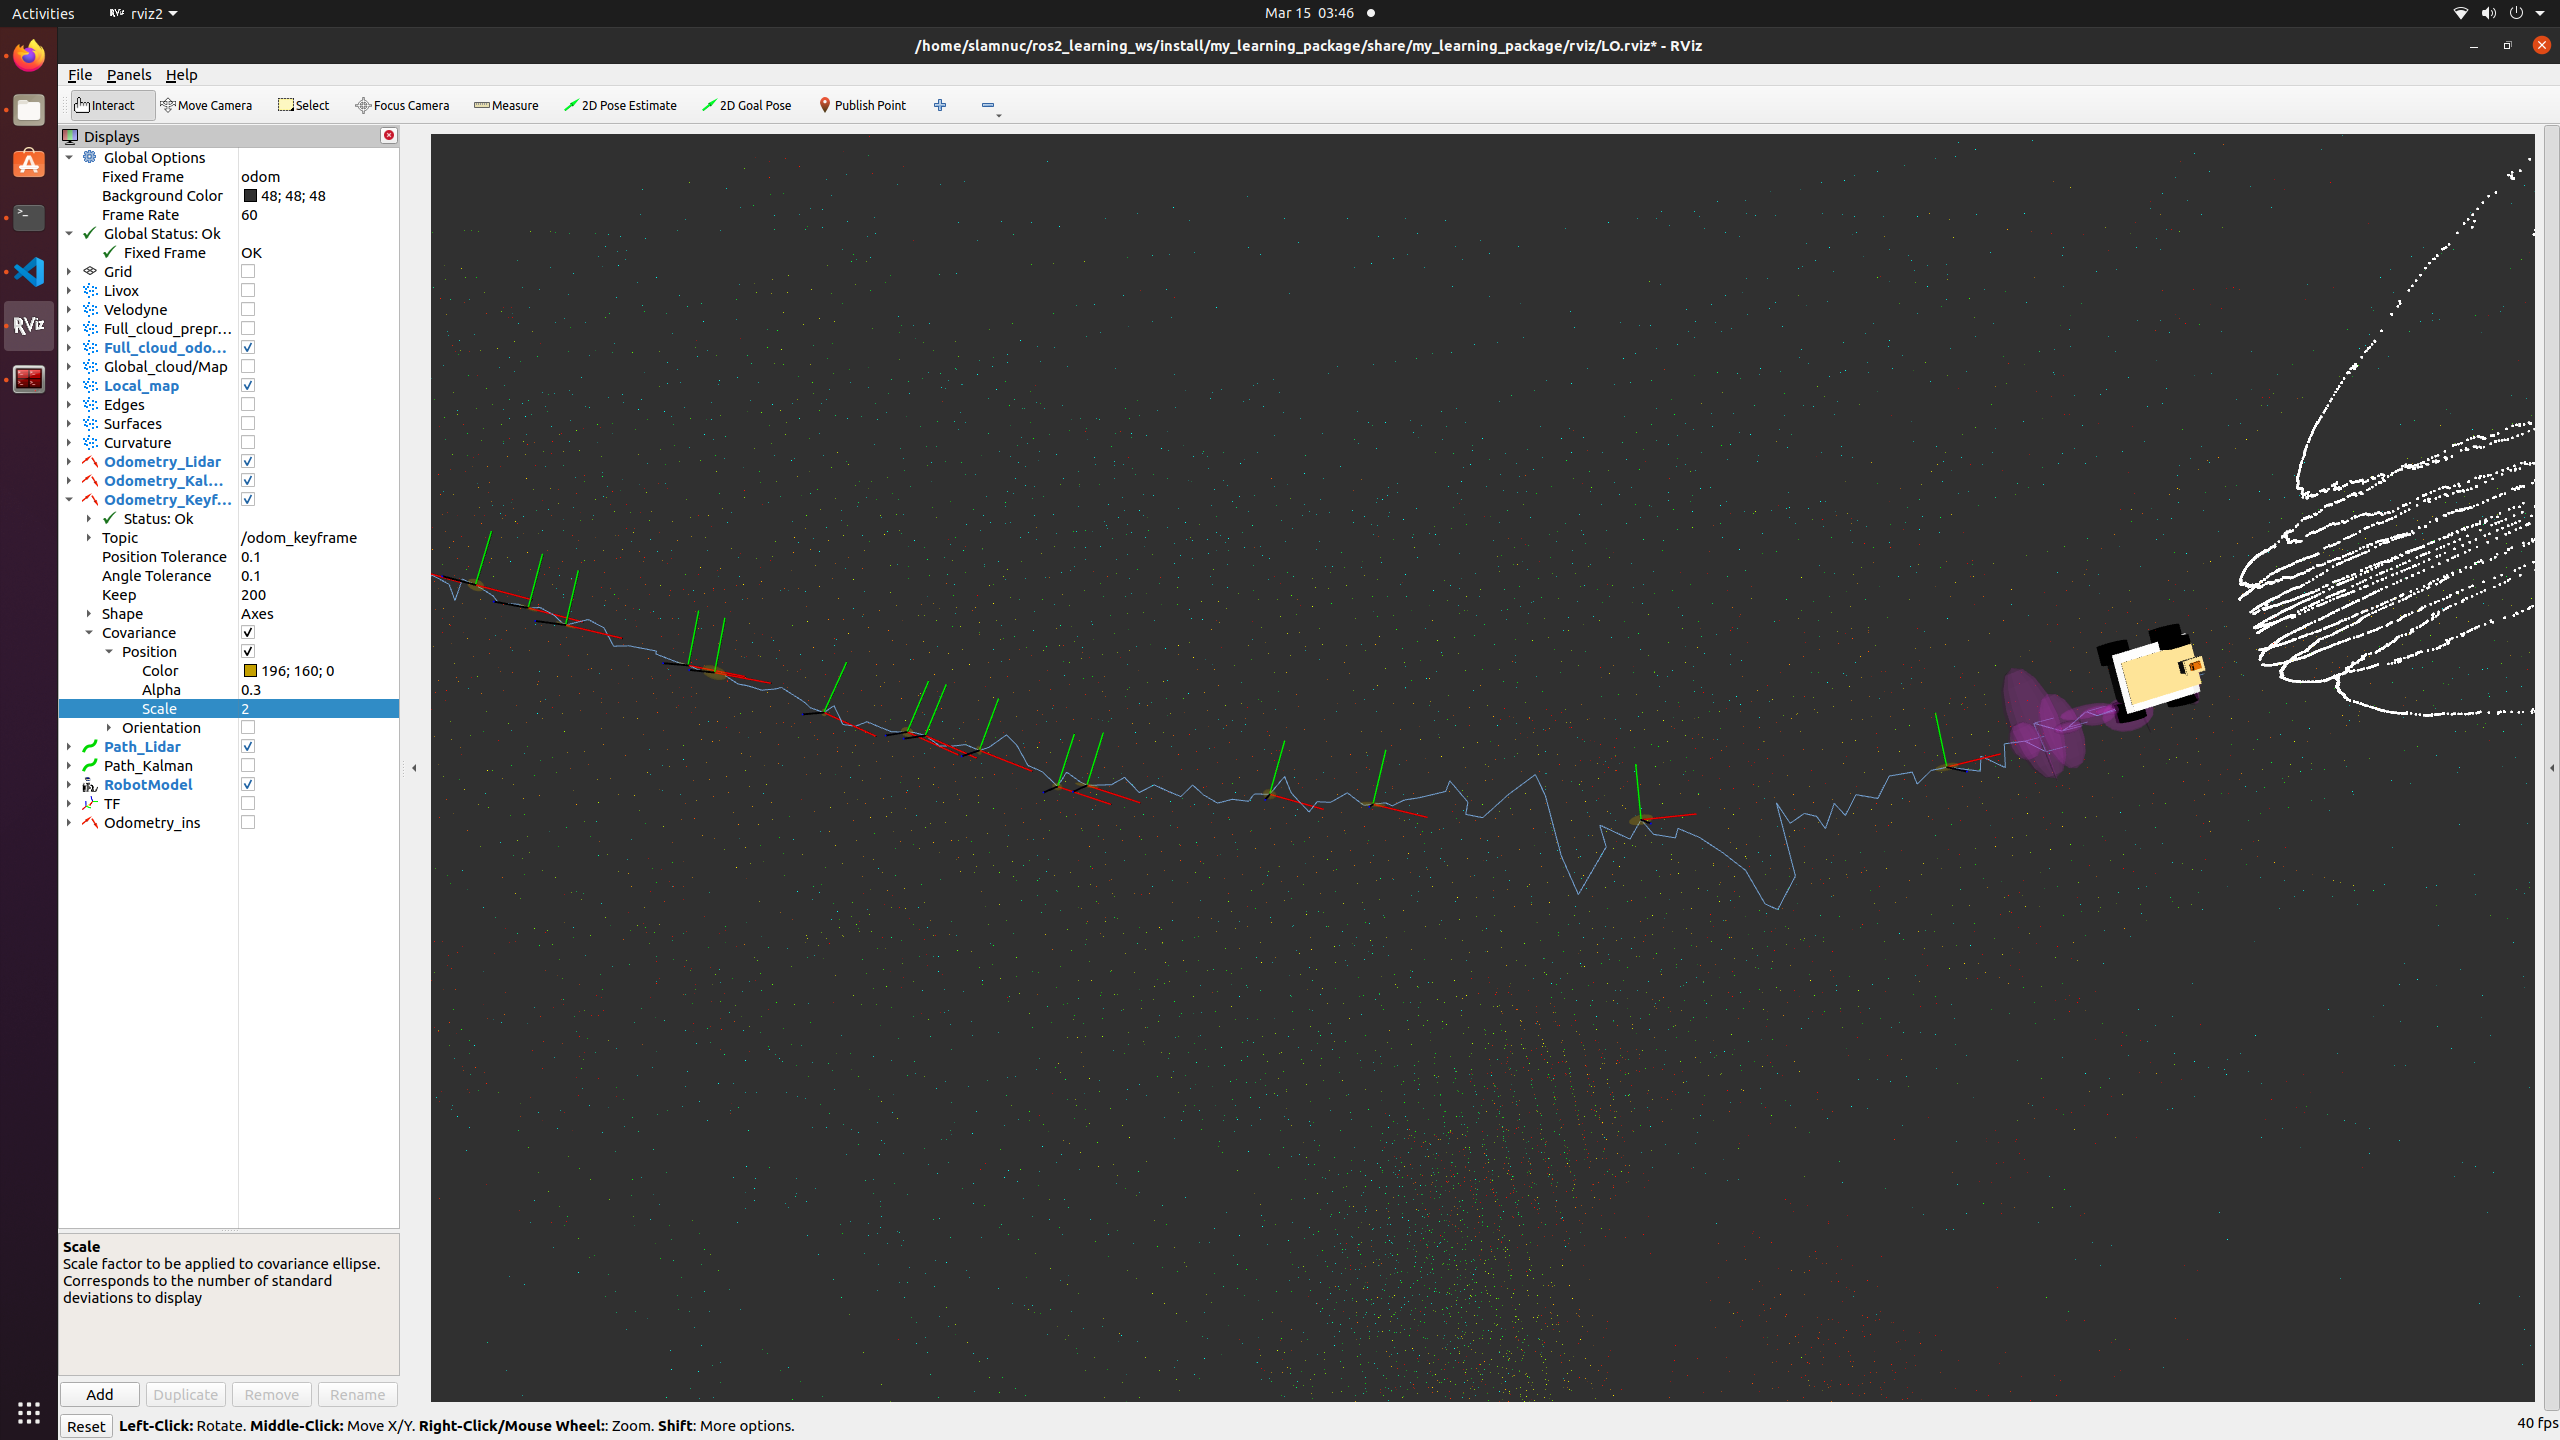 Activities RViz rviz2 Mar 15 03:46
/home/slamnuc/ros2_learning_ws/install/my_learning_package/share/my_learning_package/rviz/LO.rviz* - RViz
File Panels Help
Interact Move Camera Select Focus Camera Measure 2D Pose Estimate 2D Goal Pose Publish Point
Displays
Global Options
Fixed Frame odom
Background Color 48; 48; 48
Frame Rate 60
Global Status: Ok
Fixed Frame OK
Grid
Livox
Velodyne
RViz
Full_cloud_prepr...
Full_cloud_odo...
Global_cloud/Map
Local_map
Edges
Surfaces
Curvature
Odometry_Lidar
Odometry_Kal...
Odometry_Keyf...
Status: Ok
Topic /odom_keyframe
Position Tolerance 0.1
Angle Tolerance 0.1
Keep 200
Shape Axes
Covariance
Position
Color 196; 160; 0
Alpha 0.3
Scale 2
Orientation
Path_Lidar
Path_Kalman
RobotModel
TF
Odometry_ins
Scale
Scale factor to be applied to covariance ellipse.
Corresponds to the number of standard
deviations to display
Add Duplicate Remove Rename
Reset Left-Click: Rotate. Middle-Click: Move X/Y. Right-Click/Mouse Wheel:: Zoom. Shift: More options. 40 fps